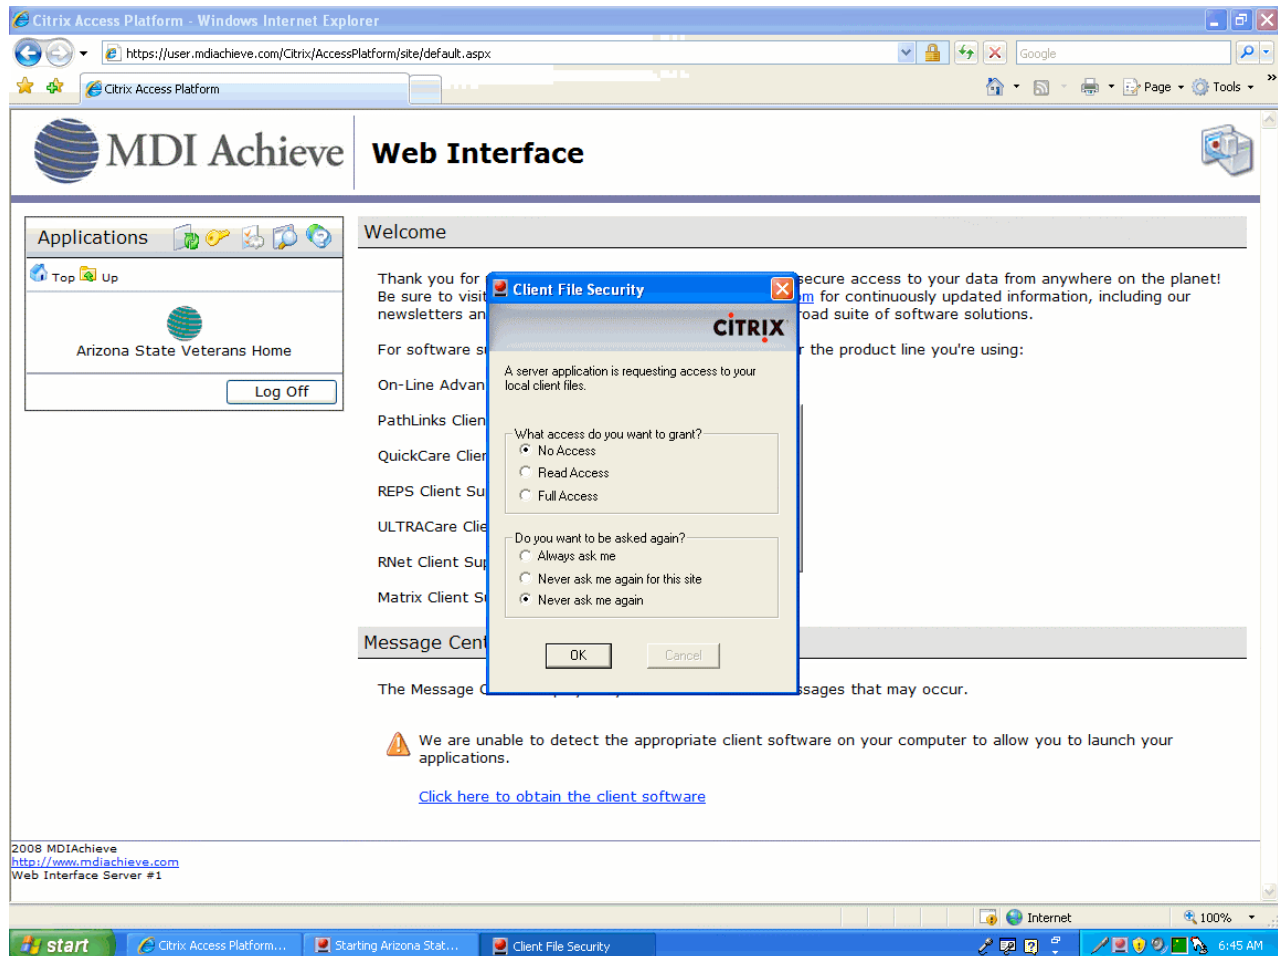 Citrix Access Platform - Windows Internet Explorer
https://user.mdiachieve.com/Citrix/AccessPlatform/site/default.aspx
Google
Citrix Access Platform
Page
Tools
MDI Achieve
Web Interface
Applications
Top
Up
Arizona State Veterans Home
Log Off
Welcome
Thank you for
secure access to your data from anywhere on the planet!
Be sure to visit
om for continuously updated information, including our
newsletters an
road suite of software solutions.
For software s
r the product line you're using:
On-Line Advan
PathLinks Clien
QuickCare Clier
REPS Client Su
ULTRACare Clie
RNet Client Sup
Matrix Client S
Client File Security
CITRIX
A server application is requesting access to your
local client files.
What access do you want to grant?
No Access
Read Access
Full Access
Do you want to be asked again?
Always ask me
Never ask me again for this site
Never ask me again
OK
Cancel
Message Cent
The Message C
ssages that may occur.
We are unable to detect the appropriate client software on your computer to allow you to launch your
applications.
Click here to obtain the client software
2008 MDIAchieve
http://www.mdiachieve.com
Web Interface Server #1
Internet
100%
start
Citrix Access Platform...
Starting Arizona Stat...
Client File Security
6:45 AM